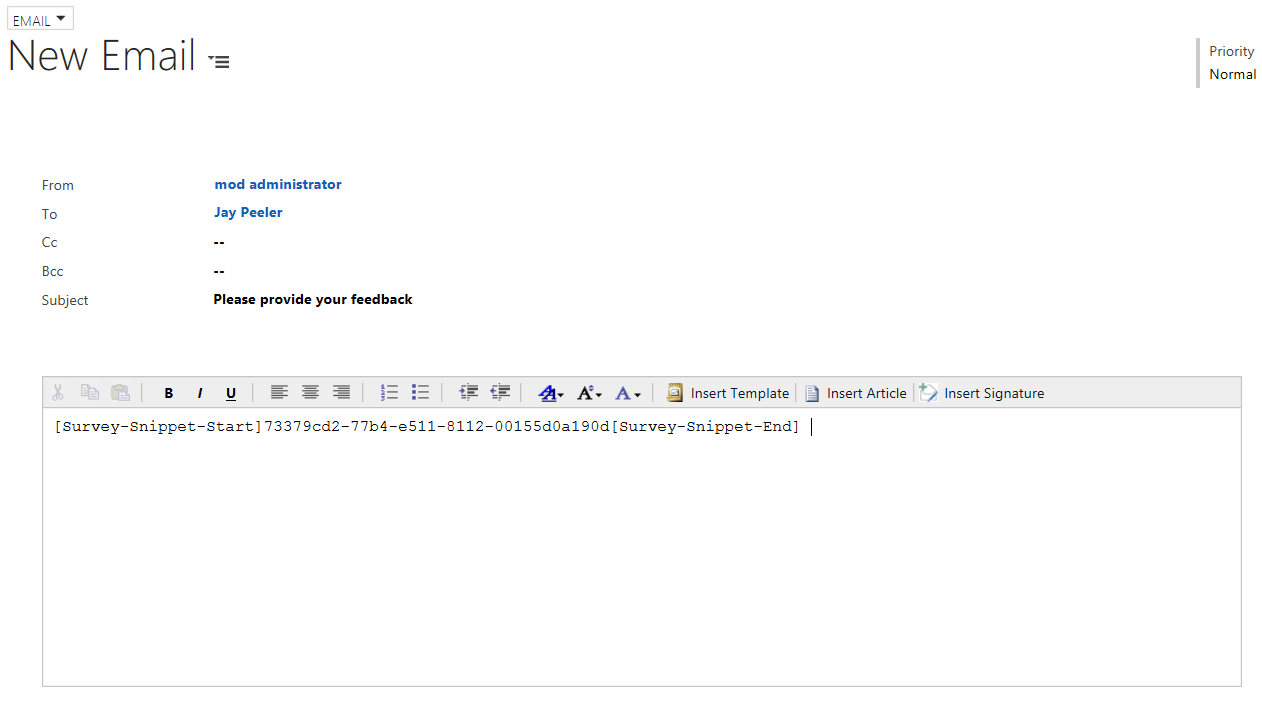 EMAIL
New Email
Priority
Normal
From mod administrator
To Jay Peeler
Cc --
Bcc --
Subject Please provide your feedback
B I U A A A Insert Template Insert Article Insert Signature
[Survey-Snippet-Start]73379cd2-77b4-e511-8112-00155d0a190d[Survey-Snippet-End]